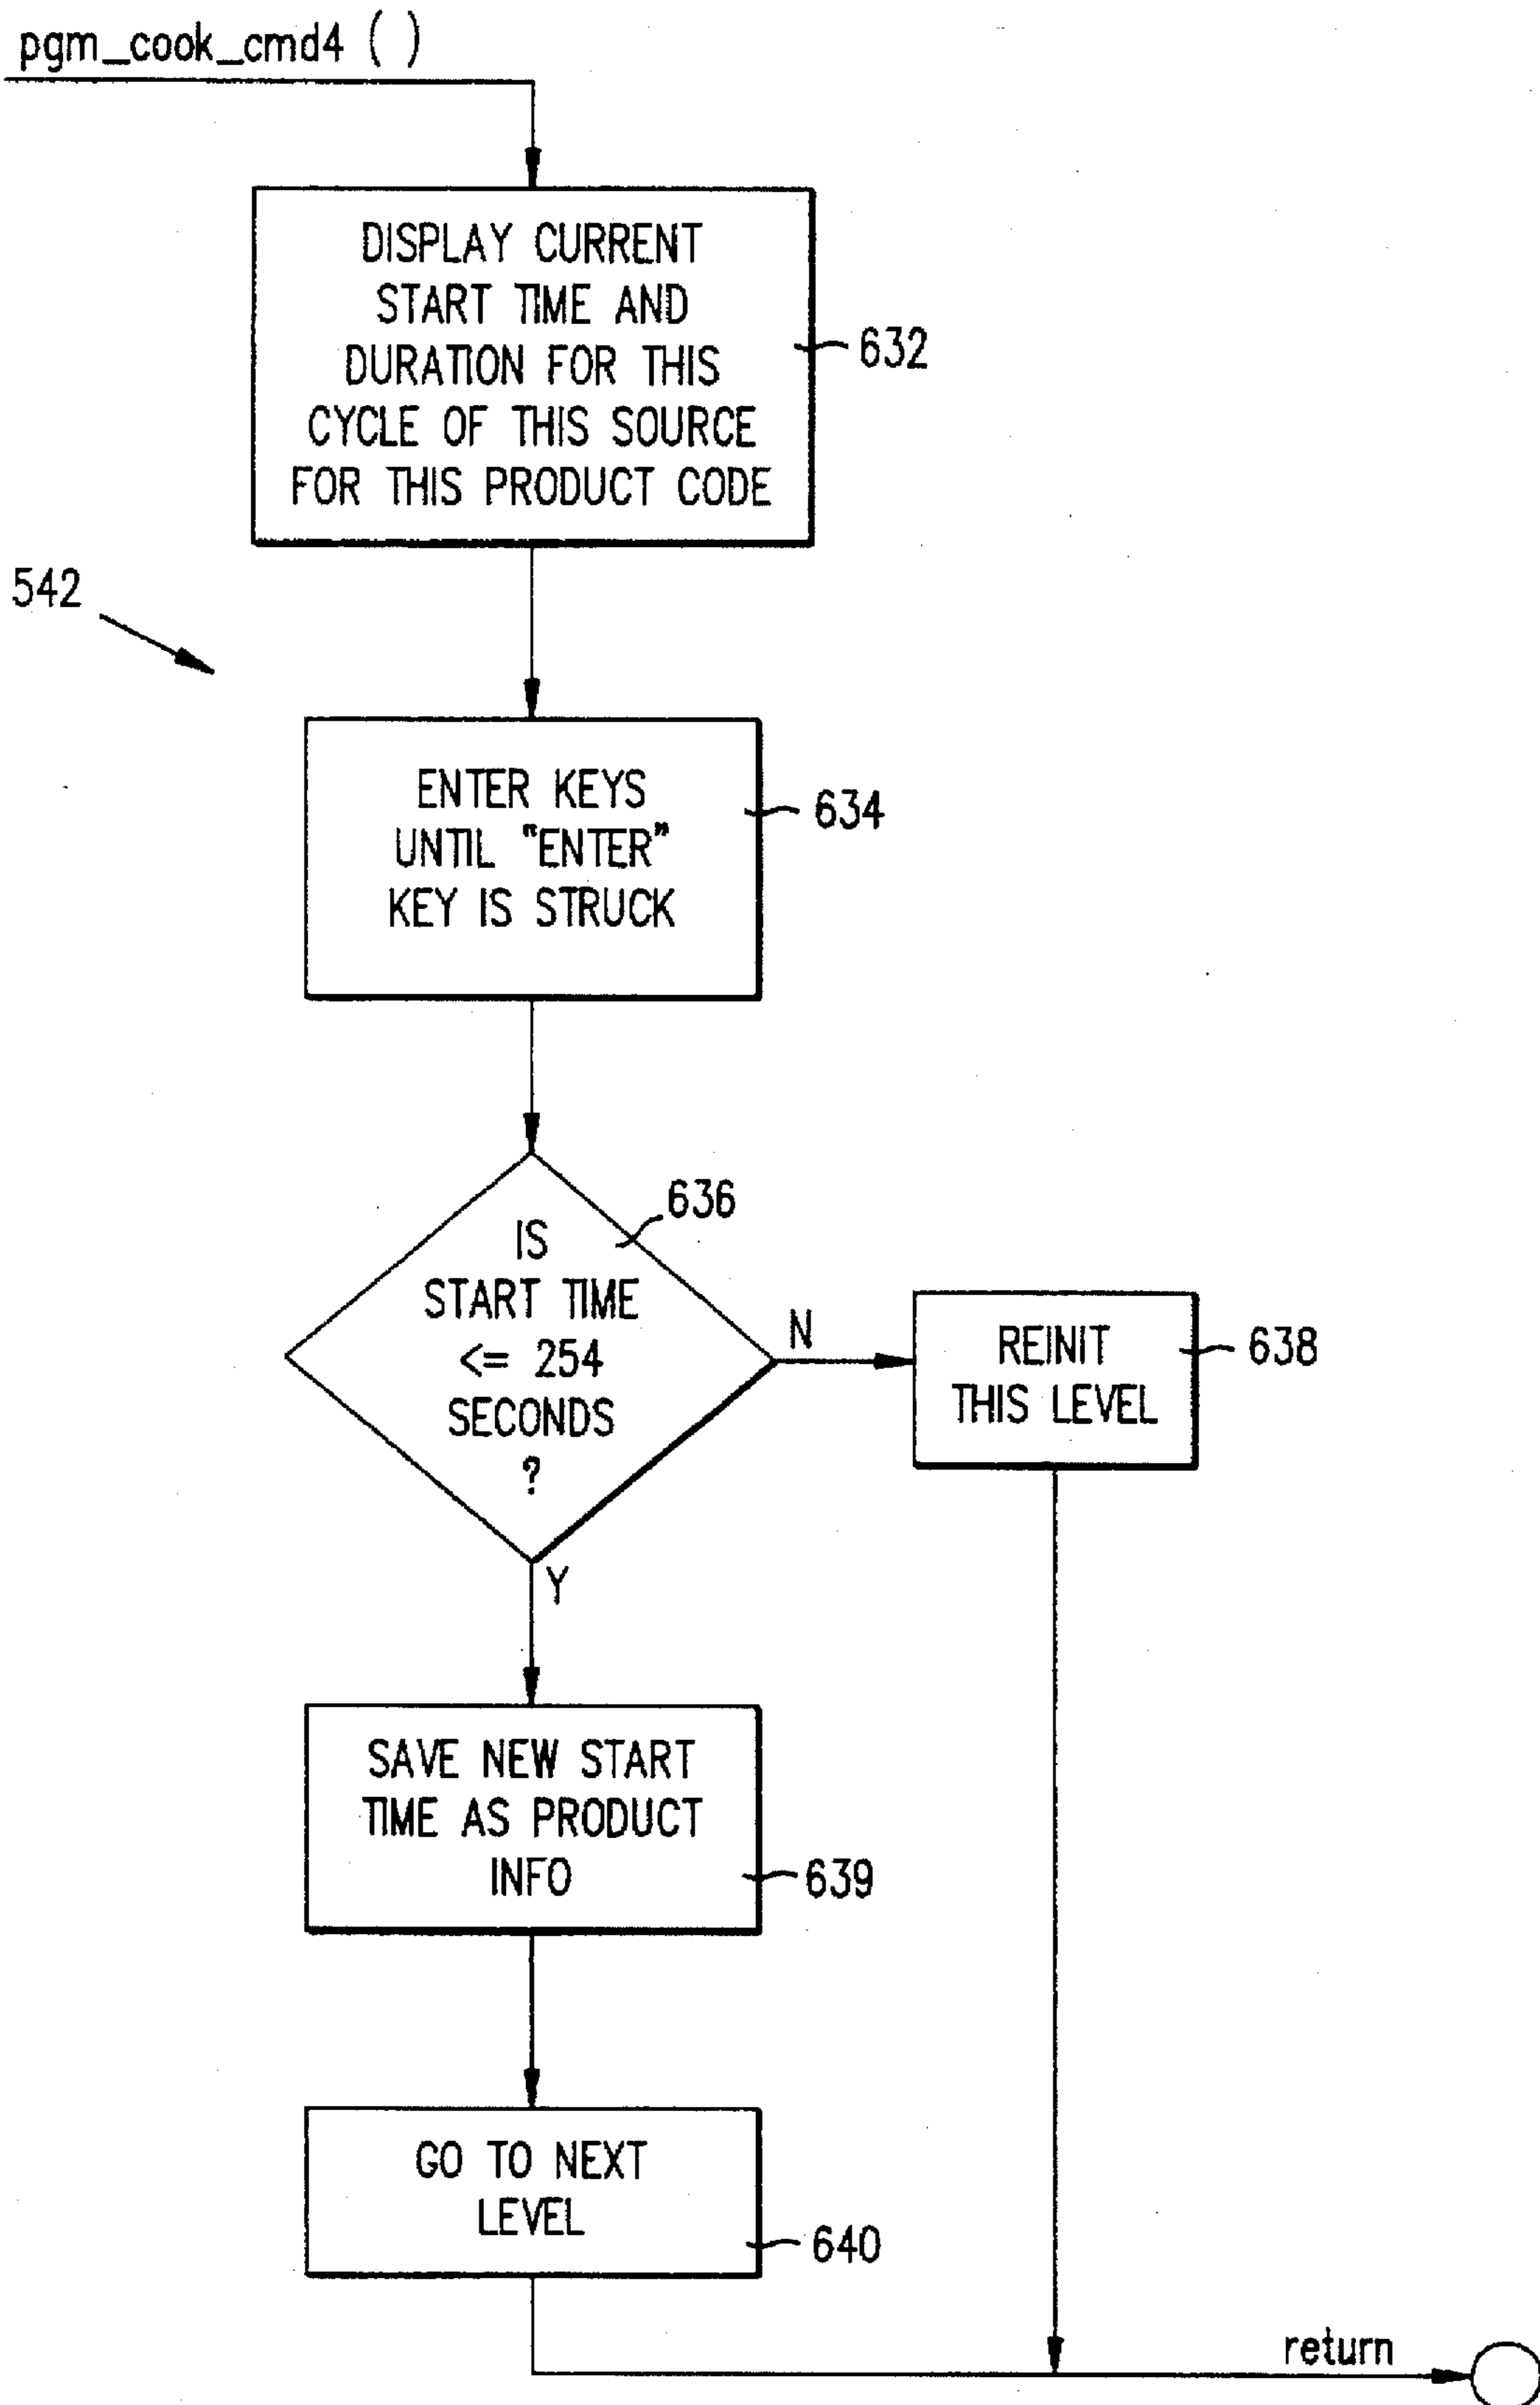 pgm_cook_cmd4 ( )
DISPLAY CURRENT
START TIME AND
DURATION FOR THIS
CYCLE OF THIS SOURCE
FOR THIS PRODUCT CODE
632
542
ENTER KEYS
UNTIL "ENTER"
KEY IS STRUCK
634
636
IS
START TIME
<= 254
SECONDS
?
N
REINIT
THIS LEVEL
638
Y
SAVE NEW START
TIME AS PRODUCT
INFO
639
GO TO NEXT
LEVEL
640
return